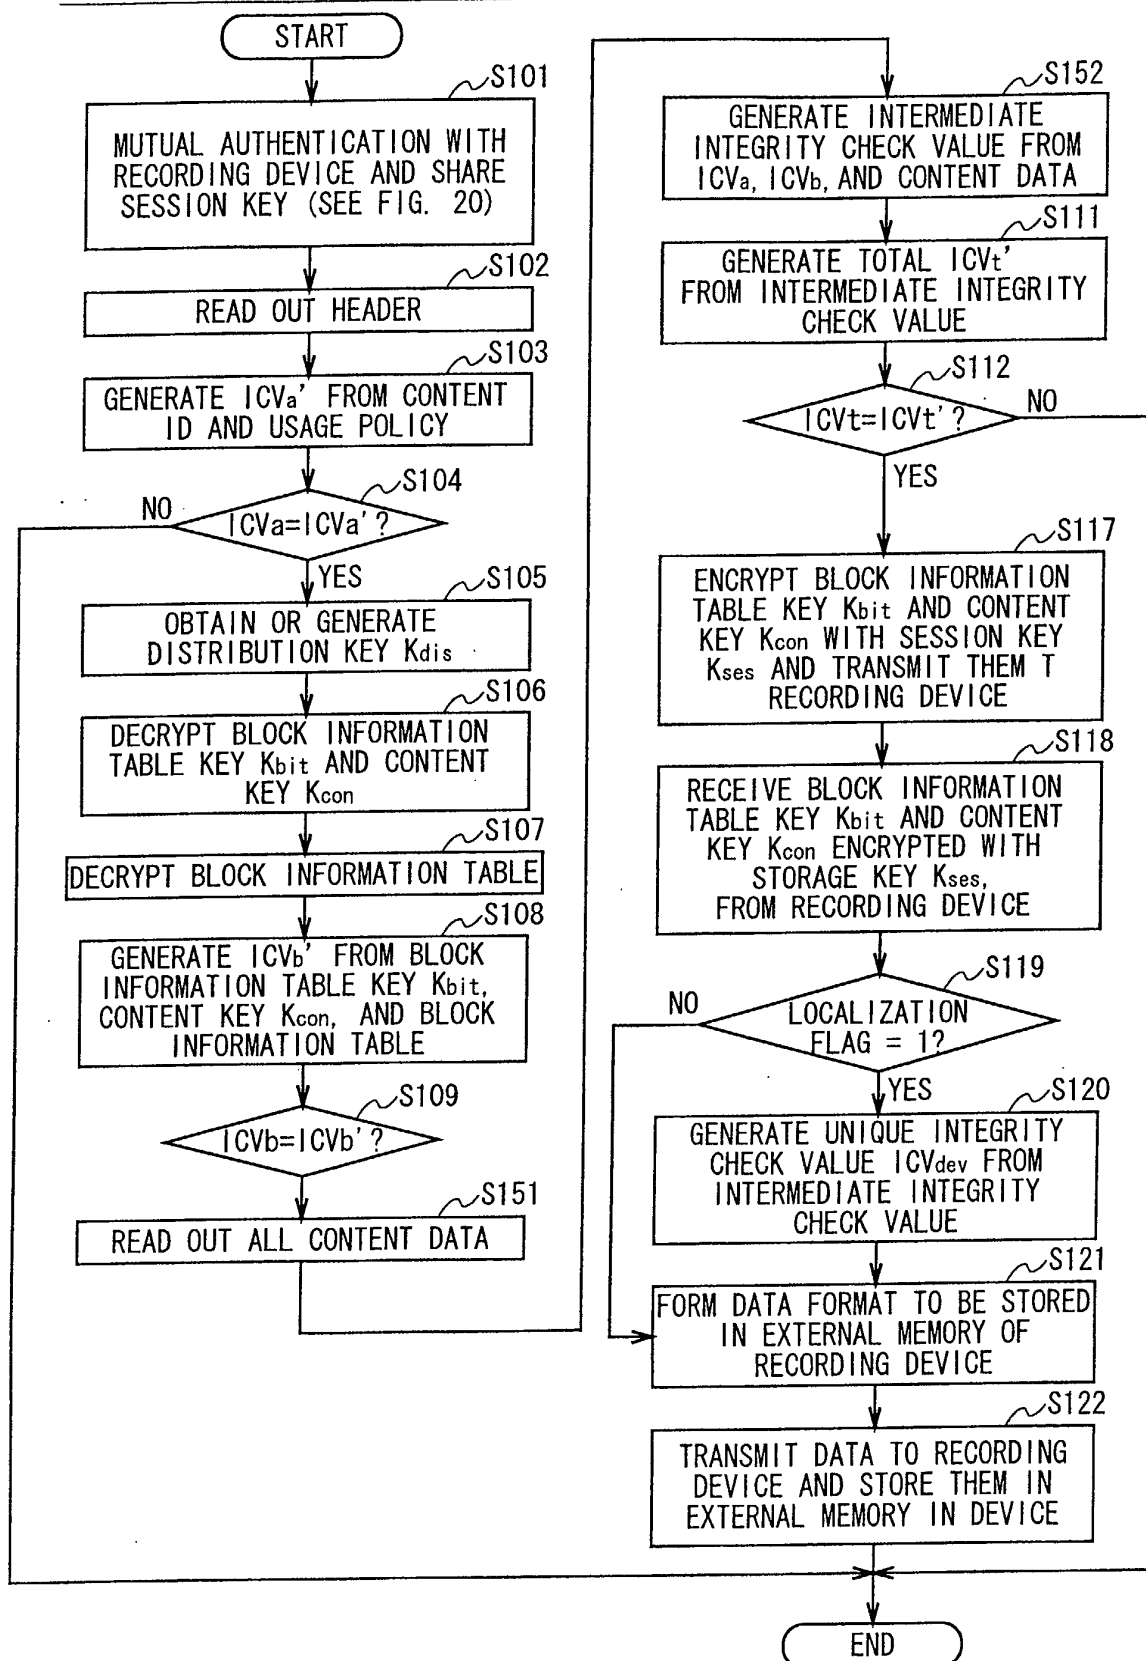 START
S101
MUTUAL AUTHENTICATION WITH
RECORDING DEVICE AND SHARE
SESSION KEY (SEE FIG. 20)
S102
READ OUT HEADER
S103
GENERATE ICVa' FROM CONTENT
ID AND USAGE POLICY
S104
NO
ICVa=ICVa'?
YES
S105
OBTAIN OR GENERATE
DISTRIBUTION KEY Kdis
S106
DECRYPT BLOCK INFORMATION
TABLE KEY Kbit AND CONTENT
KEY Kcon
S107
DECRYPT BLOCK INFORMATION TABLE
S108
GENERATE ICVb' FROM BLOCK
INFORMATION TABLE KEY Kbit,
CONTENT KEY Kcon, AND BLOCK
INFORMATION TABLE
S109
ICVb=ICVb'?
S151
READ OUT ALL CONTENT DATA
S152
GENERATE INTERMEDIATE
INTEGRITY CHECK VALUE FROM
ICVa, ICVb, AND CONTENT DATA
S111
GENERATE TOTAL ICVt'
FROM INTERMEDIATE INTEGRITY
CHECK VALUE
S112
ICVt=ICVt'?
NO
YES
S117
ENCRYPT BLOCK INFORMATION
TABLE KEY Kbit AND CONTENT
KEY Kcon WITH SESSION KEY
Kses AND TRANSMIT THEM T
RECORDING DEVICE
S118
RECEIVE BLOCK INFORMATION
TABLE KEY Kbit AND CONTENT
KEY Kcon ENCRYPTED WITH
STORAGE KEY Kses,
FROM RECORDING DEVICE
S119
NO
LOCALIZATION
FLAG = 1?
YES
S120
GENERATE UNIQUE INTEGRITY
CHECK VALUE ICVdev FROM
INTERMEDIATE INTEGRITY
CHECK VALUE
S121
FORM DATA FORMAT TO BE STORED
IN EXTERNAL MEMORY OF
RECORDING DEVICE
S122
TRANSMIT DATA TO RECORDING
DEVICE AND STORE THEM IN
EXTERNAL MEMORY IN DEVICE
END